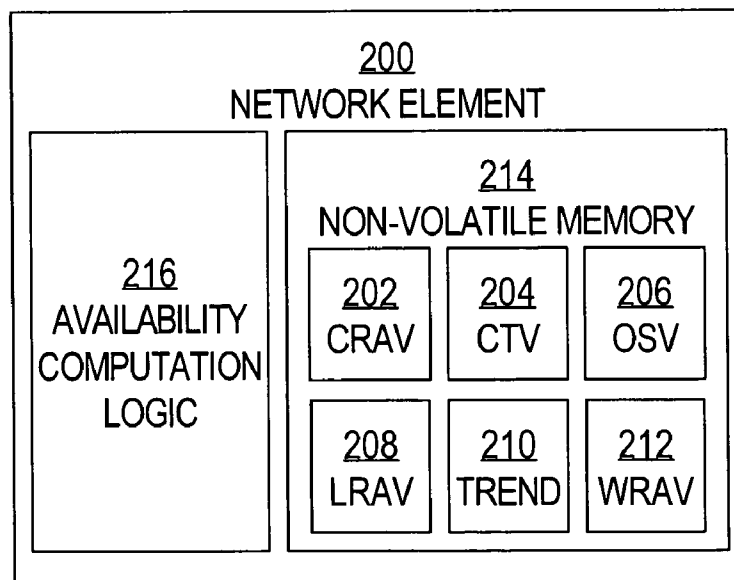 200
NETWORK ELEMENT
214
NON-VOLATILE MEMORY
216
AVAILABILITY
COMPUTATION
LOGIC
202
CRAV
204
CTV
206
OSV
208
LRAV
210
TREND
212
WRAV